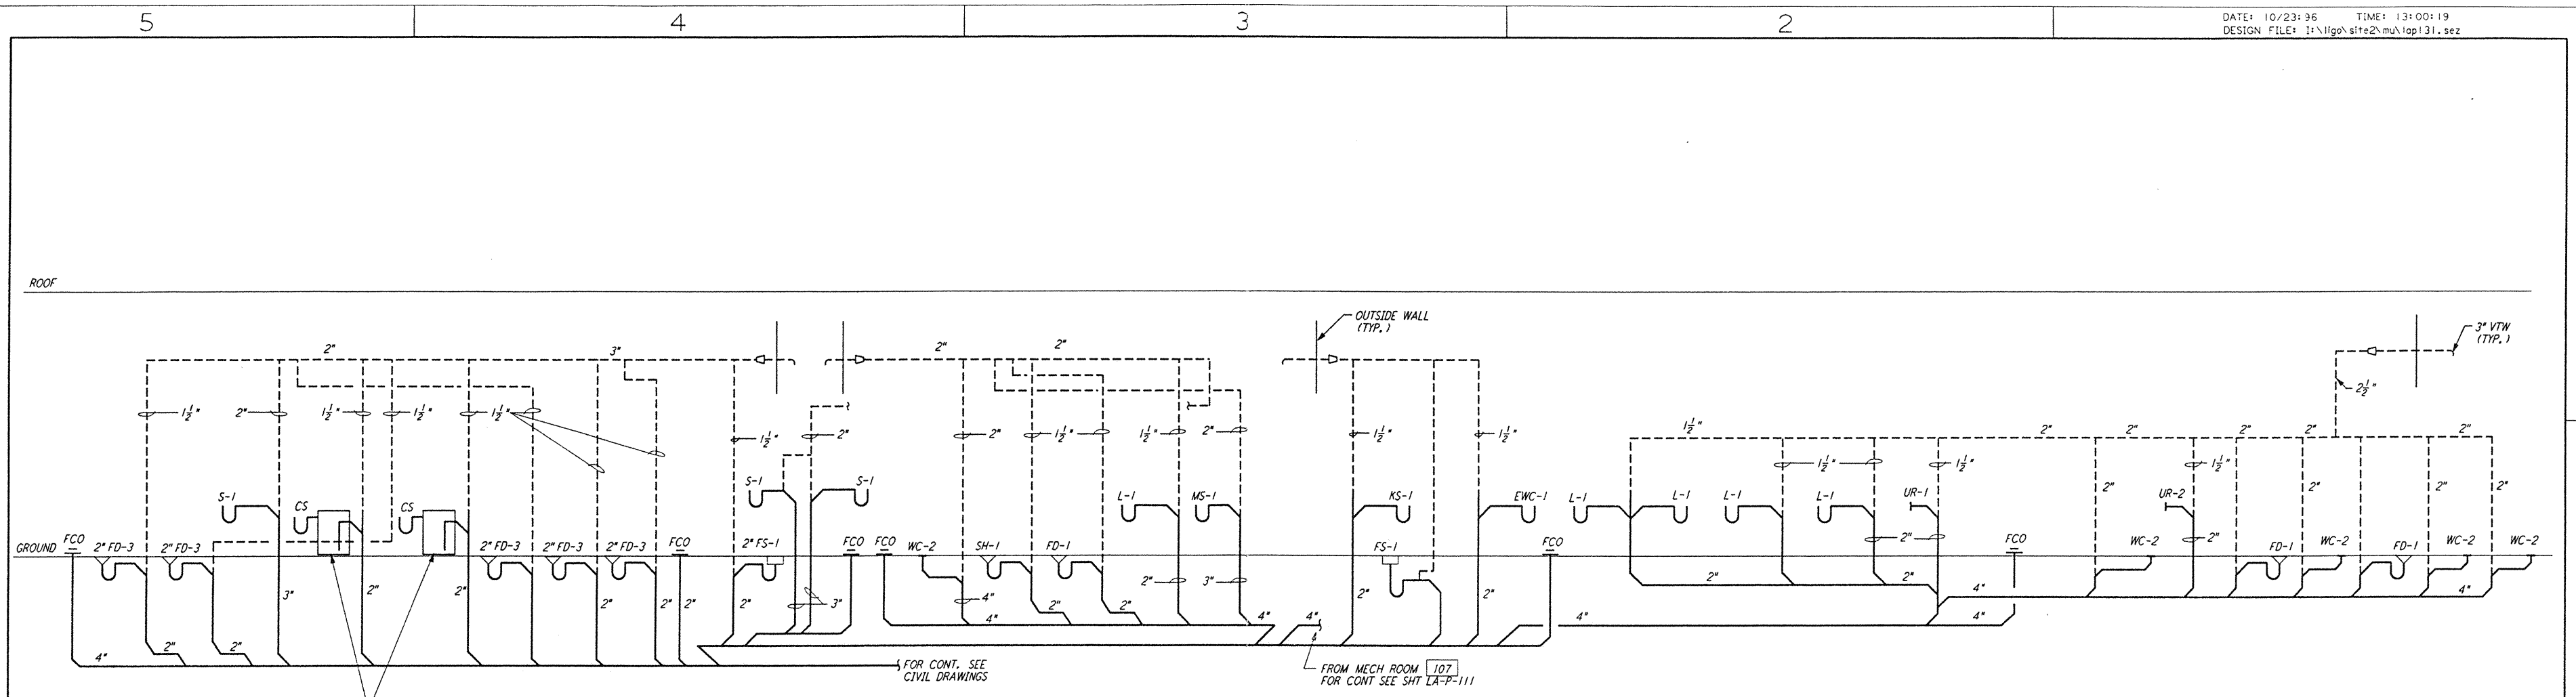 5 4 3 2
DATE: 10/23:96 TIME: 13:00:19
DESIGN FILE: I:\ligo\site2\mu\lap131.sez
ROOF
OUTSIDE WALL
(TYP.)
3" VTW
(TYP.)
2" 3" 2" 2"
2½"
1½" 2" 1½" 1½" 1½" 1½" 2" 2" 1½" 1½" 2" 1½" 1½"
1½" 2" 2" 2" 2" 2"
1½" 1½" 1½"
S-1 CS CS S-1 S-1 L-1 MS-1 KS-1 EWC-1 L-1 L-1 L-1 L-1 UR-1 2" UR-2 2" 2" 2"
GROUND FCO 2" FD-3 2" FD-3 2" FD-3 2" FD-3 2" FD-3 FCO 2" FS-1 FCO FCO WC-2 SH-1 FD-1 FS-1 FCO 2" FCO WC-2 2" FD-1 WC-2 FD-1 WC-2 WC-2
3" 2" 2" 2" 2" 2" 2" 3" 4" 2" 2" 2" 3" 2" 2" 2" 2" 4" 4"
4" 2" 2" 4" 4" 4" 4"
FOR CONT. SEE
CIVIL DRAWINGS
FROM MECH ROOM 107
FOR CONT SEE SHT LA-P-111